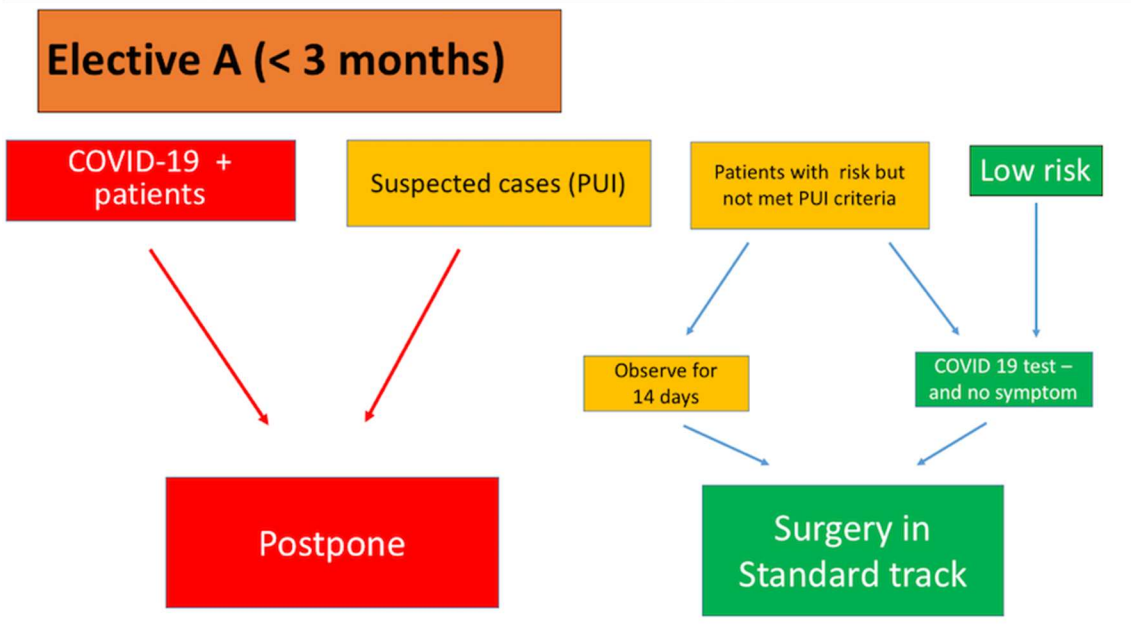 Elective A (< 3 months)
COVID-19 +
patients
Suspected cases (PUI)
Patients with risk but
not met PUI criteria
Low risk
Observe for
14 days
COVID 19 test –
and no symptom
Postpone
Surgery in
Standard track